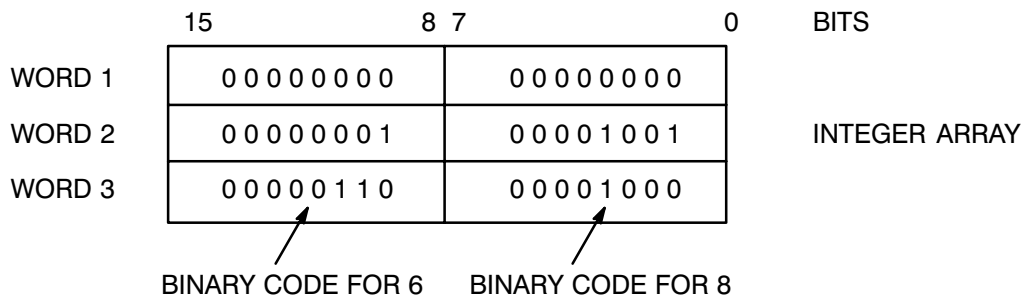 15 8 7 0 BITS
WORD 1 0 0 0 0 0 0 0 0 0 0 0 0 0 0 0 0
WORD 2 0 0 0 0 0 0 0 1 0 0 0 0 1 0 0 1 INTEGER ARRAY
WORD 3 0 0 0 0 0 1 1 0 0 0 0 0 1 0 0 0
BINARY CODE FOR 6 BINARY CODE FOR 8